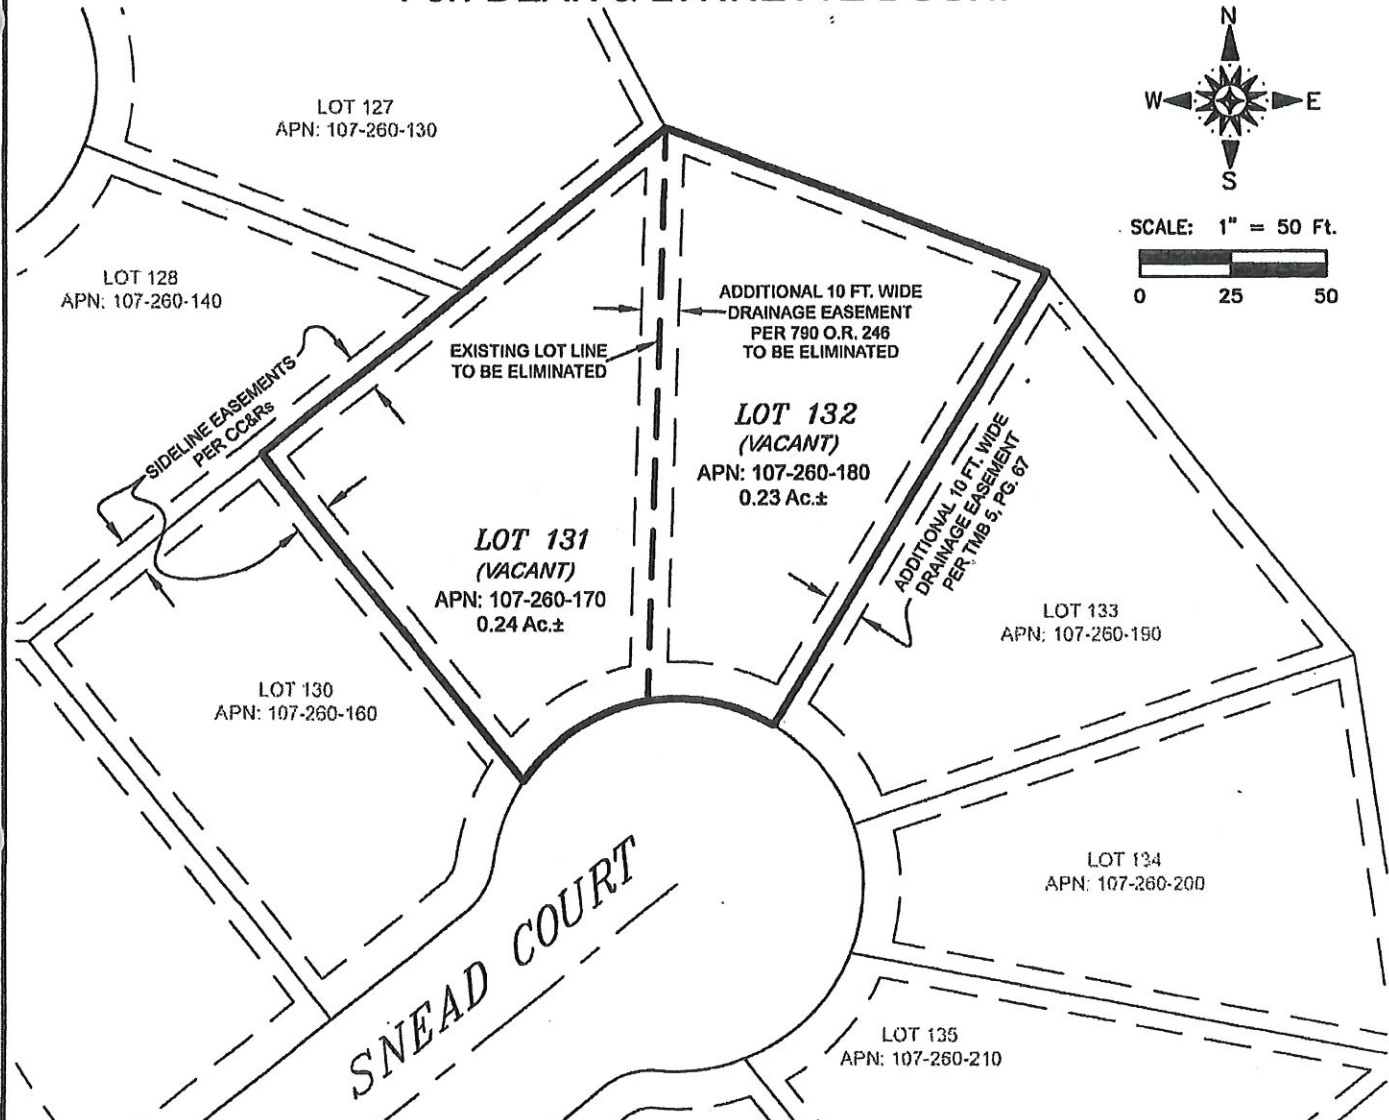 N
W E
S
SCALE: 1" = 50 Ft.
0 25 50
LOT 127
APN: 107-260-130
LOT 128
APN: 107-260-140
SIDELINE EASEMENTS
PER CC&Rs
EXISTING LOT LINE
TO BE ELIMINATED
ADDITIONAL 10 FT. WIDE
DRAINAGE EASEMENT
PER 790 O.R. 246
TO BE ELIMINATED
LOT 132
(VACANT)
APN: 107-260-180
0.23 Ac.±
ADDITIONAL 10 FT. WIDE
DRAINAGE EASEMENT
PER TMB 5, PG. 67
LOT 131
(VACANT)
APN: 107-260-170
0.24 Ac.±
LOT 133
APN: 107-260-190
LOT 130
APN: 107-260-160
LOT 134
APN: 107-260-200
SNEAD COURT
LOT 135
APN: 107-260-210